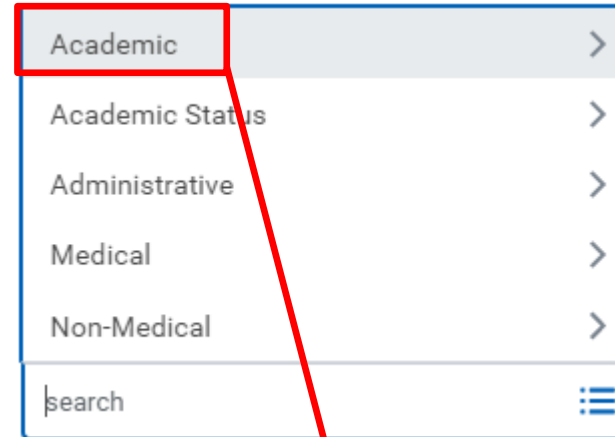 Academic
Academic Status
Administrative
Medical
Non-Medical
search